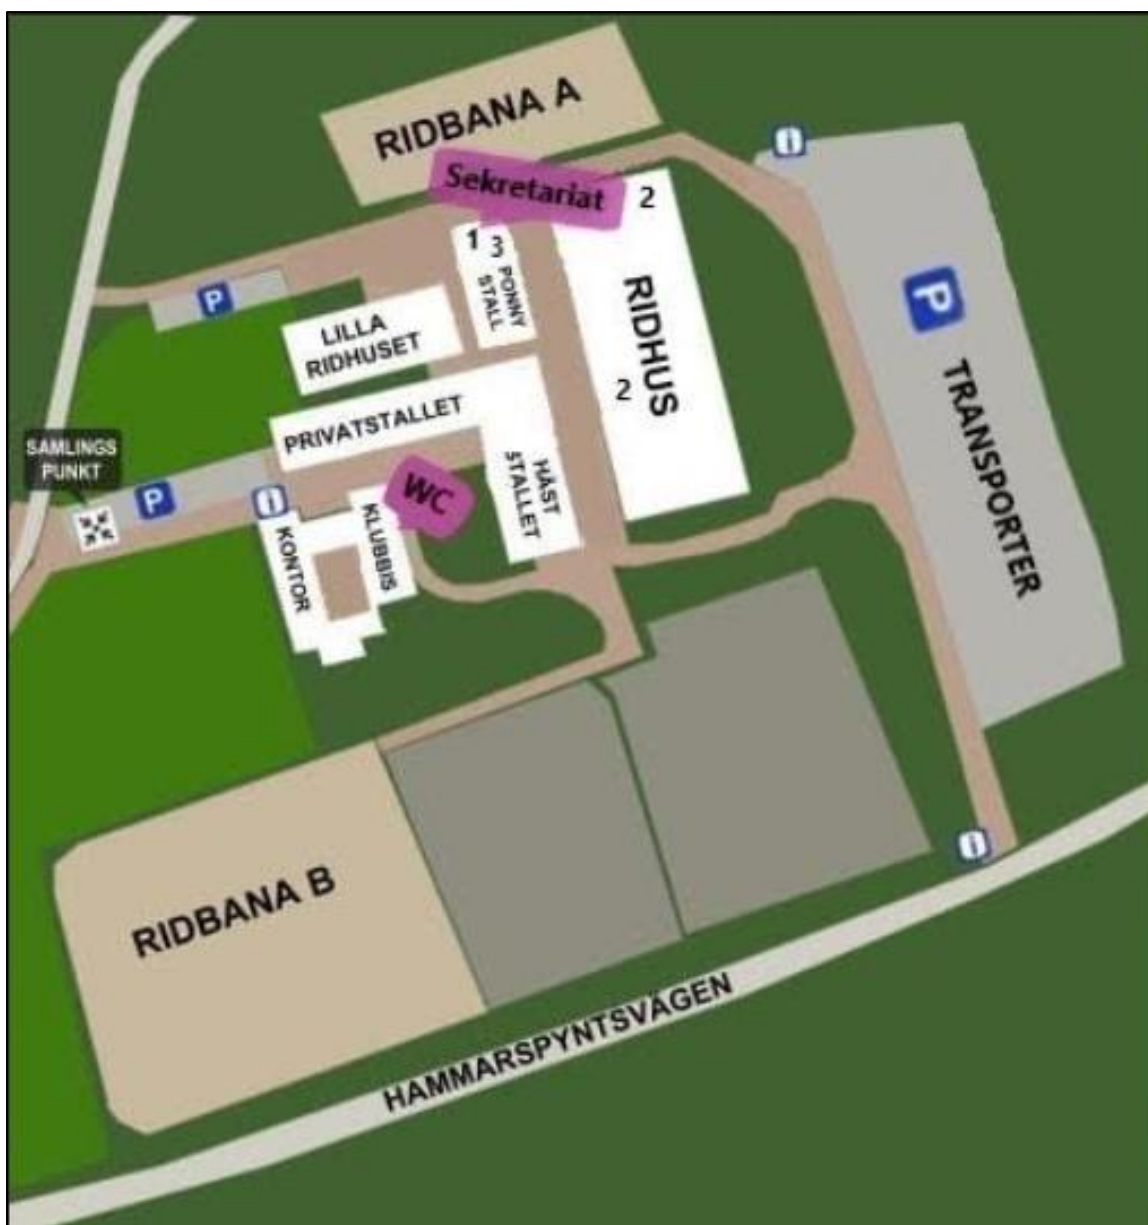 RIDBANA A
Sekretariat
2
1
3
PONNY
STALL
P
LILLA
RIDHUSET
RIDHUS
2
P
TRANSPORTER
PRIVATSTALLET
SAMLINGS
PUNKT
P
WC
HÄST
STALLET
KONTOR
KLUBBIS
i
i
i
RIDBANA B
HAMMARSPYNTSVÄGEN